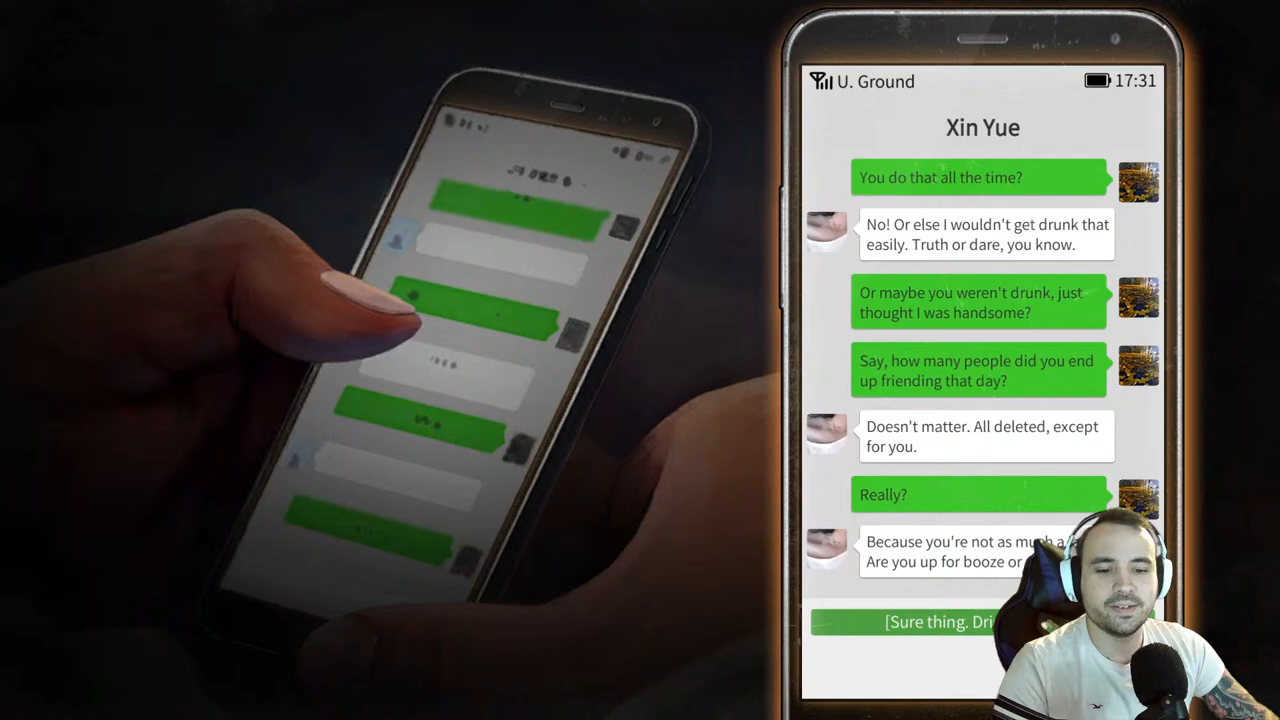 U. Ground
17:31
Xin Yue
You do that all the time?
No! Or else I wouldn't get drunk that
easily. Truth or dare, you know.
Or maybe you weren't drunk, just
thought I was handsome?
Say, how many people did you end
up friending that day?
Doesn't matter. All deleted, except
for you.
Really?
Because you're not as much a
Are you up for booze or
[Sure thing.